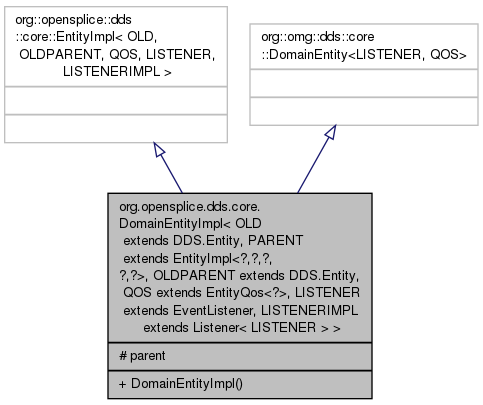 org::opensplice::dds
::core::EntityImpl< OLD,
OLDPARENT, QOS, LISTENER,
LISTENERIMPL >
org::omg::dds::core
::DomainEntity<LISTENER, QOS>
org.opensplice.dds.core.
DomainEntityImpl< OLD
extends DDS.Entity, PARENT
extends EntityImpl<?,?,?,
?,?>, OLDPARENT extends DDS.Entity,
QOS extends EntityQos<?>, LISTENER
extends EventListener, LISTENERIMPL
extends Listener< LISTENER > >
# parent
+ DomainEntityImpl()